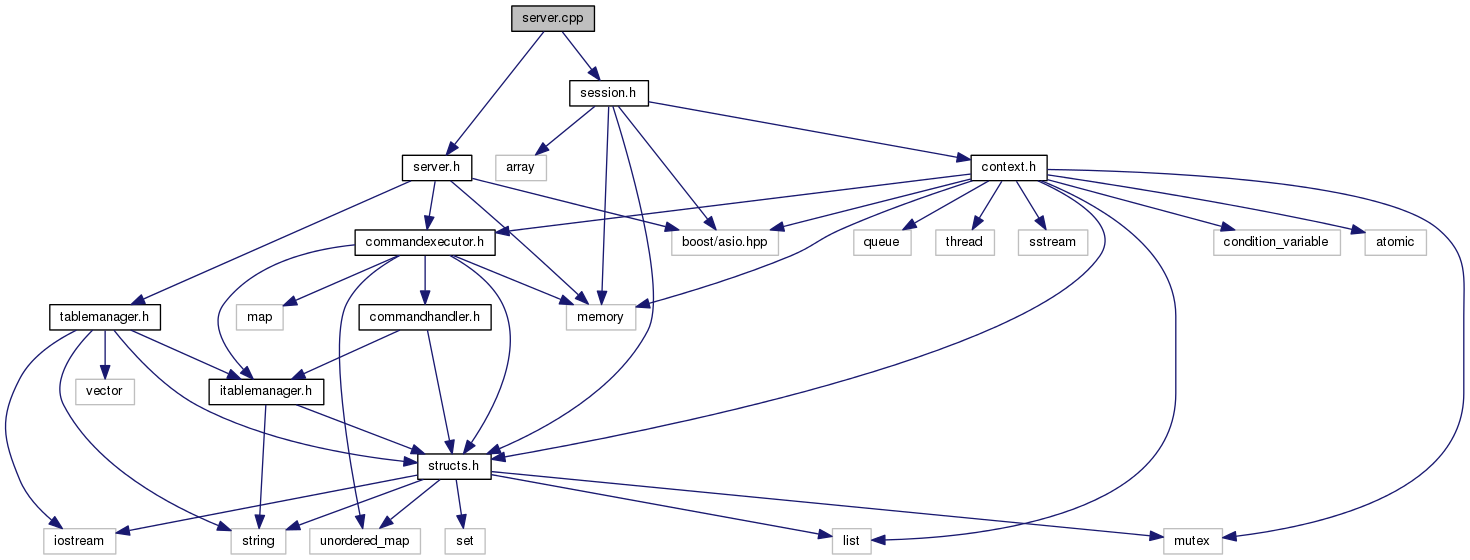 server.cpp
session.h
server.h
array
context.h
commandexecutor.h
boost/asio.hpp
queue
thread
sstream
condition_variable
atomic
tablemanager.h
map
commandhandler.h
memory
vector
itablemanager.h
structs.h
iostream
string
unordered_map
set
list
mutex